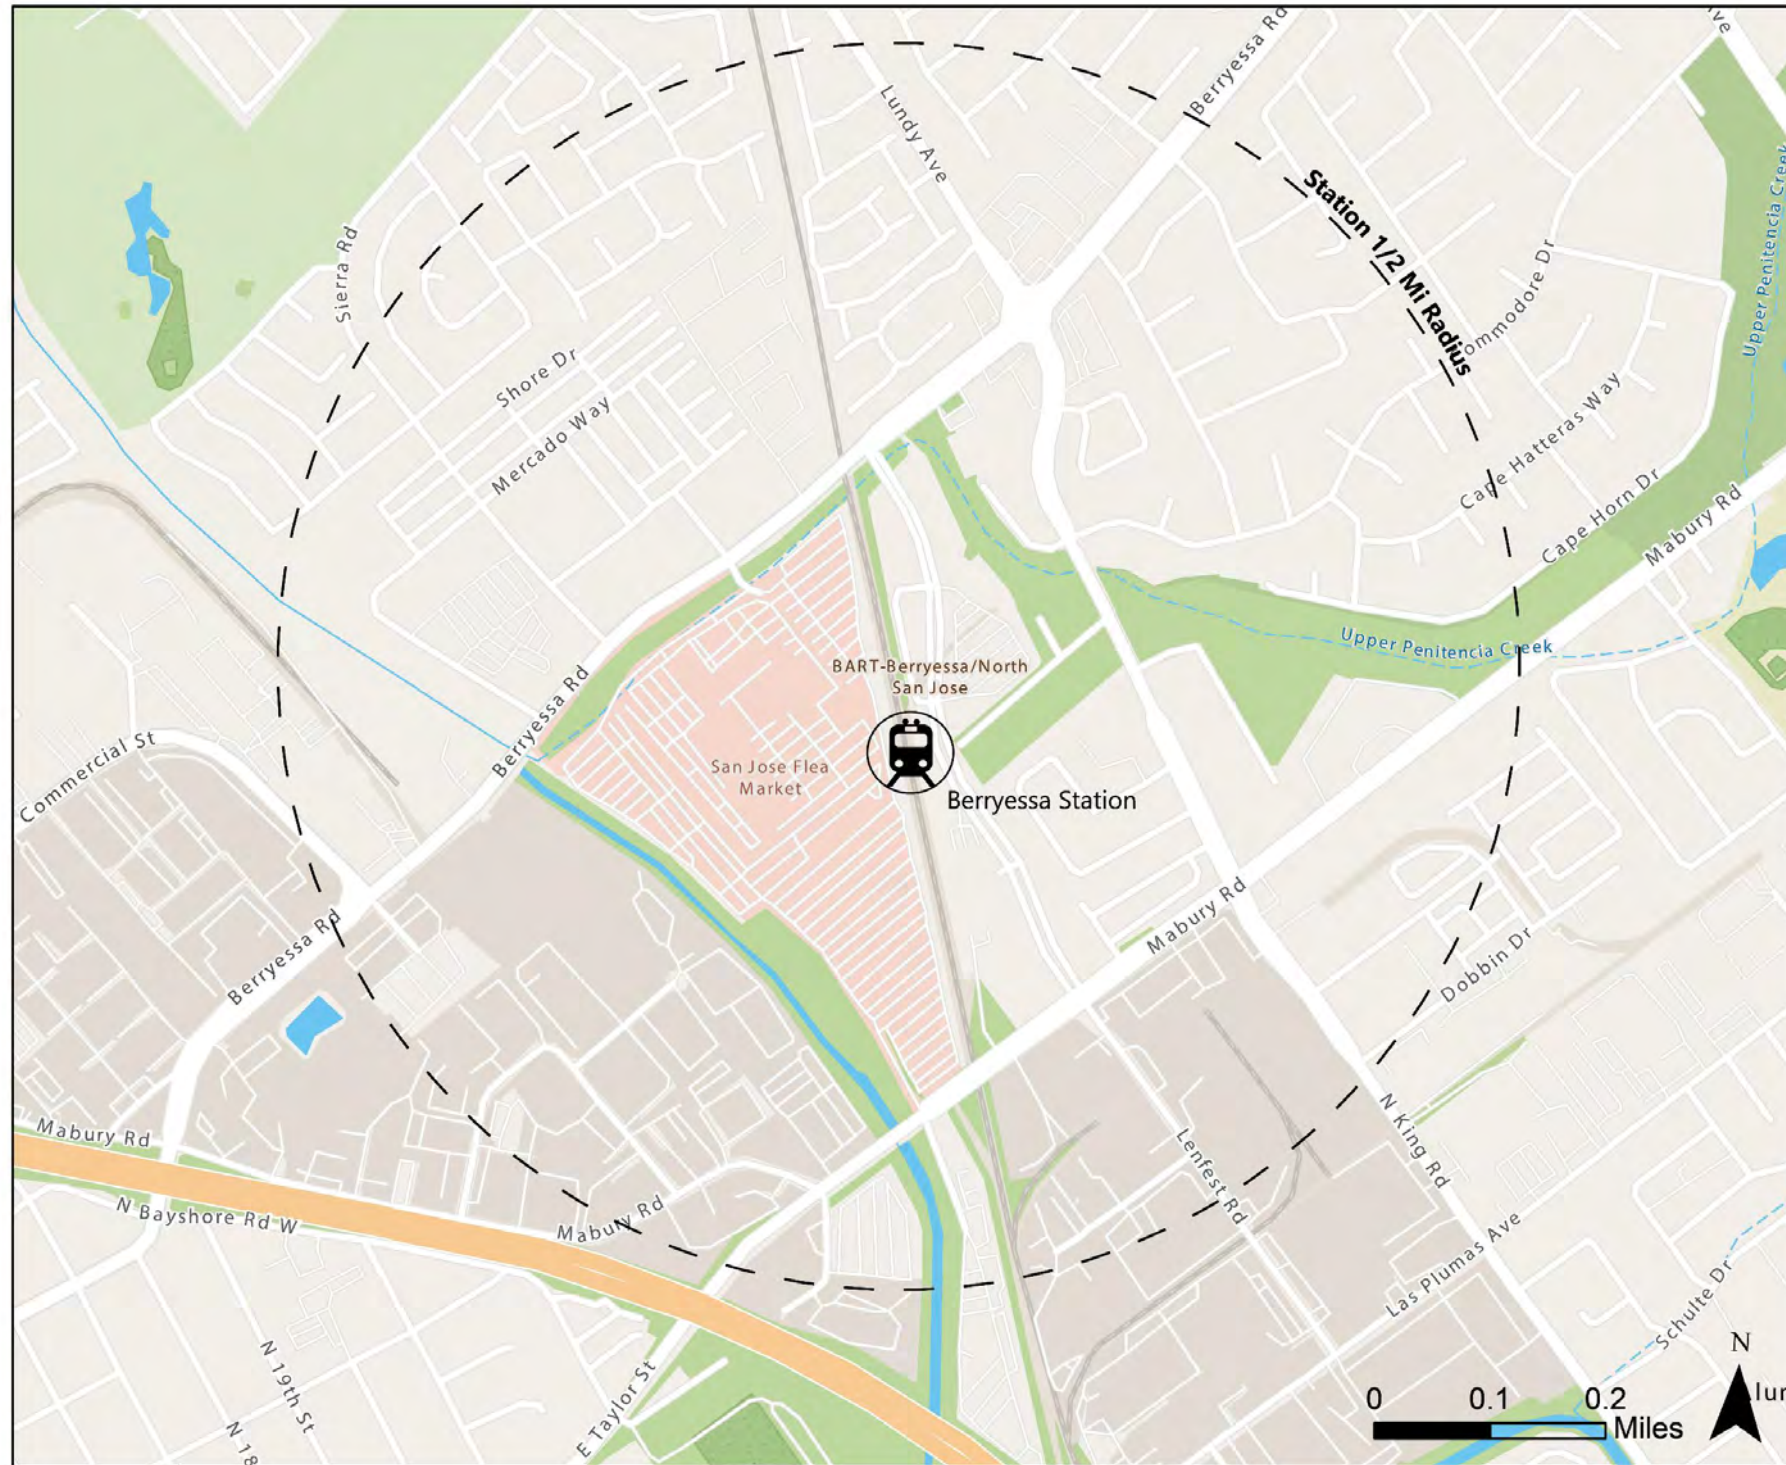 Berryessa Rd
Lundy Ave
Station 1/2 Mi Radius
Upper Penitencia Creek
Sierra Rd
Shore Dr
Mercado Way
Cape Hatteras Way
Cape Horn Dr
Mabury Rd
Upper Penitencia Creek
BART-Berryessa/North
San Jose
Berryessa Rd
San Jose Flea
Market
Berryessa Station
Commercial St
Mabury Rd
Berryessa Rd
Dobbin Dr
Mabury Rd
N King Rd
Lenfest Rd
N Bayshore Rd W
Mabury Rd
Las Plumas Ave
Schulte Dr
N 19th St
N 18
E Taylor St
N
0 0.1 0.2
Miles